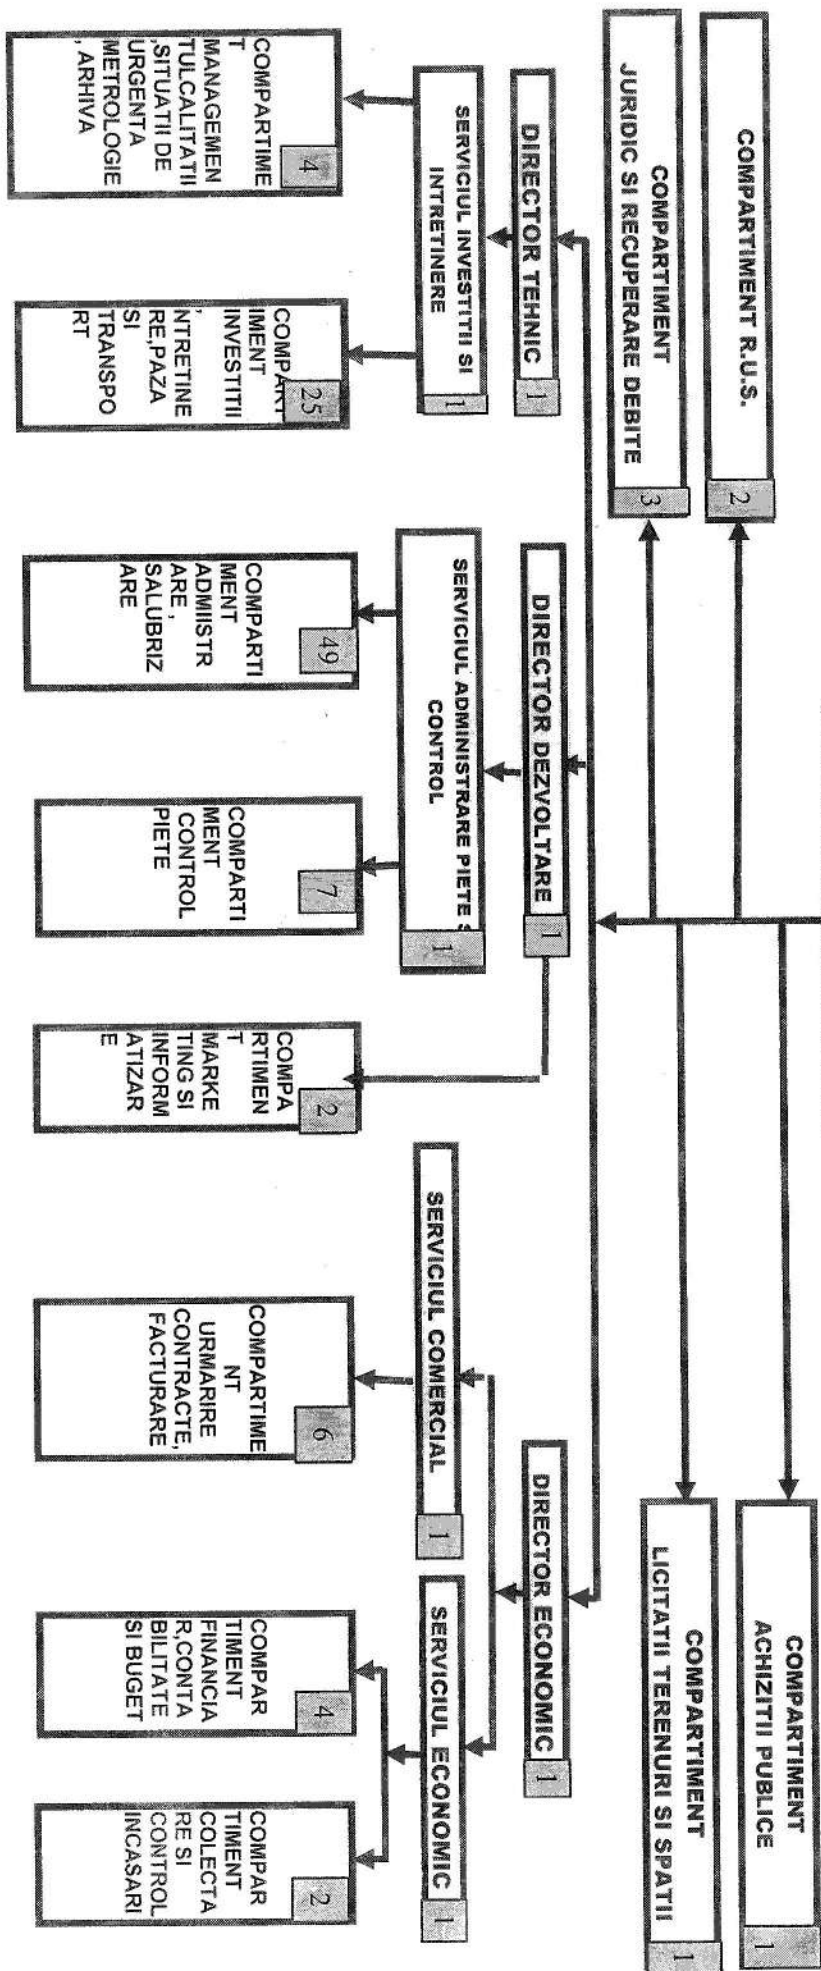 COMPARTIMENT R.U.S.
2
COMPARTIMENT
JURIDIC SI RECUPERARE DEBITE
3
COMPARTIMENT
ACHIZITII PUBLICE
1
COMPARTIMENT
LICITATII TERENURI SI SPATII
1
DIRECTOR TEHNIC
1
DIRECTOR DEZVOLTARE
1
DIRECTOR ECONOMIC
1
SERVICIUL INVESTITII SI
INTRETINERE
1
SERVICIUL ADMINISTRARE PIETE S
CONTROL
1
SERVICIUL COMERCIAL
1
SERVICIUL ECONOMIC
1
COMPARTIME
T
MANAGEMEN
TULCALITATII
,SITUATII DE
URGENTA
METROLOGIE
, ARHIVA
4
COMPART
IMENT
INVESTITII
,
NTRETINE
RE,PAZA
SI
TRANSPO
RT
25
COMPARTI
MENT
ADMIISTR
ARE ,
SALUBRIZ
ARE
49
COMPARTI
MENT
CONTROL
PIETE
7
COMPA
RTIMEN
T
MARKE
TING SI
INFORM
ATIZAR
E
2
COMPARTIME
NT
URMARIRE
CONTRACTE,
FACTURARE
6
COMPAR
TIMENT
FINANCIA
R,CONTA
BILITATE
SI BUGET
4
COMPAR
TIMENT
COLECTA
RE SI
CONTROL
INCASARI
2